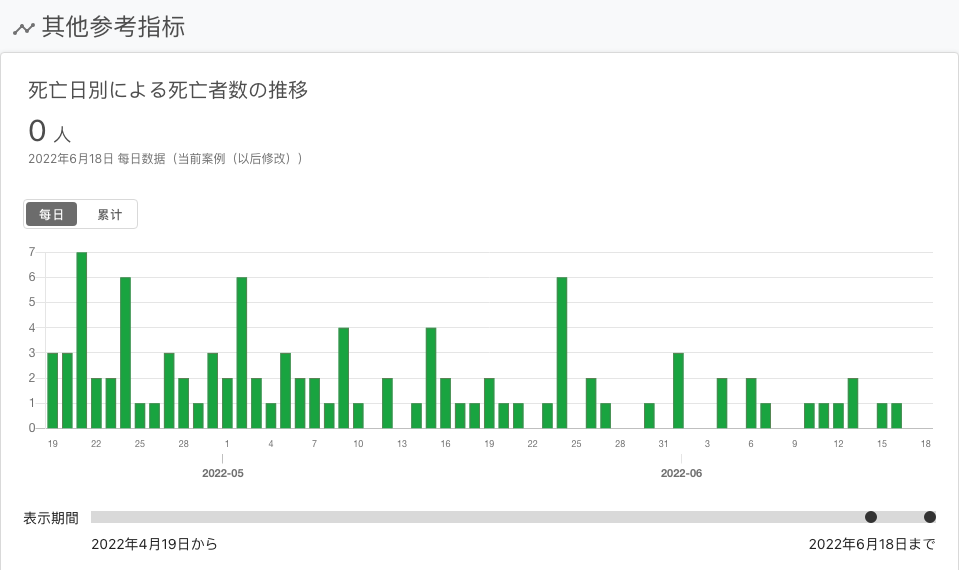 其他参考指标
死亡日別による死亡者数の推移
0 人
2022年6月18日 每日数据（当前案例（以后修改））
每日 累计
7
6
5
4
3
2
1
0
19 22 25 28 1 4 7 10 13 16 19 22 25 28 31 3 6 9 12 15 18
2022-05 2022-06
表示期間
2022年4月19日から 2022年6月18日まで